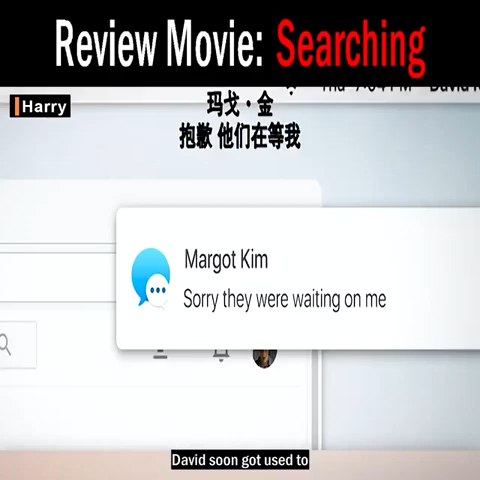 Review Movie: Searching
Harry
玛戈·金
抱歉 他们在等我
Margot Kim
Sorry they were waiting on me
David soon got used to